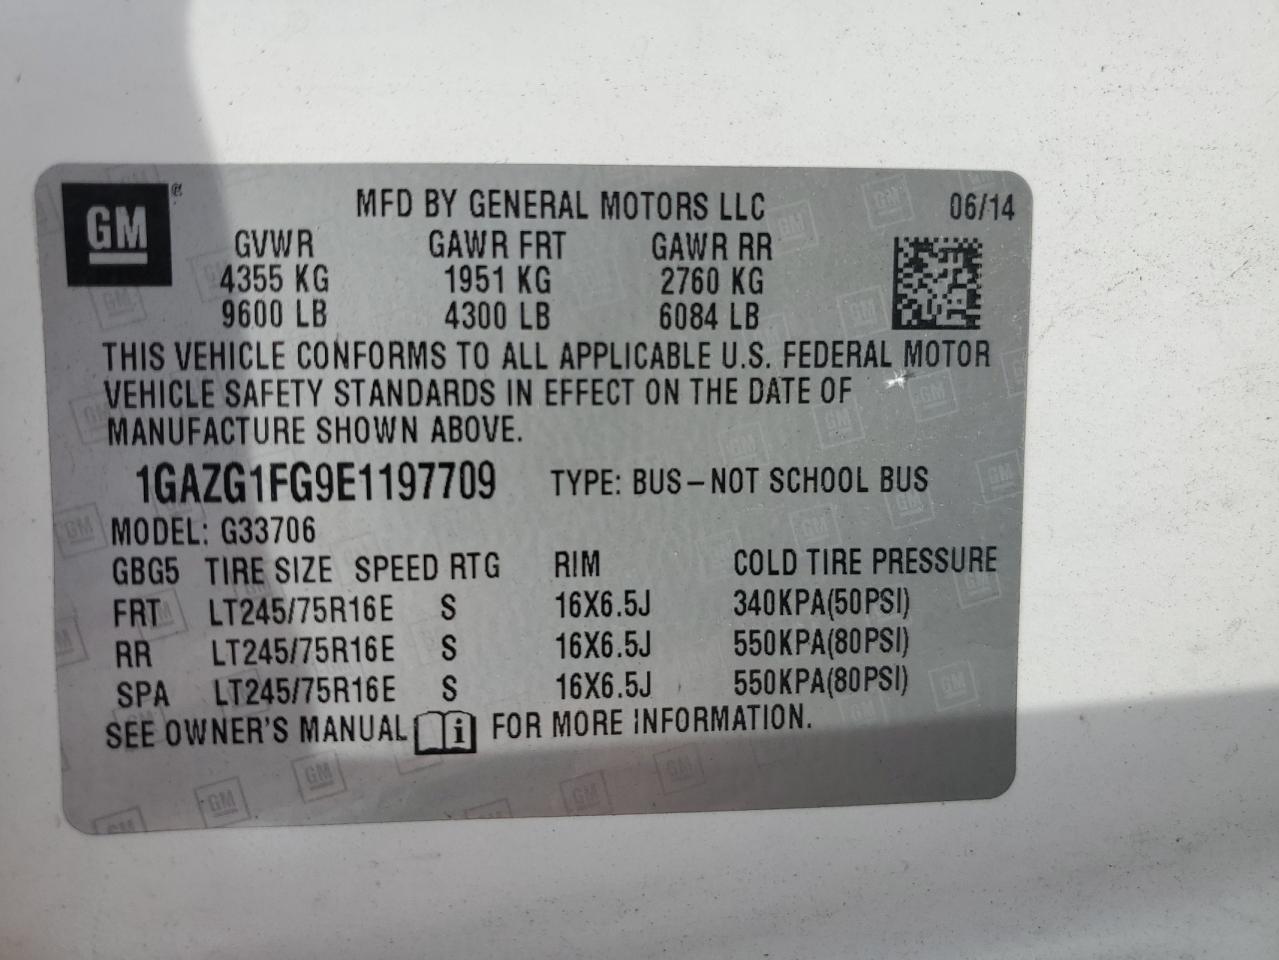 GM ®
MFD BY GENERAL MOTORS LLC 06/14
GVWR GAWR FRT GAWR RR
4355 KG 1951 KG 2760 KG
9600 LB 4300 LB 6084 LB
THIS VEHICLE CONFORMS TO ALL APPLICABLE U.S. FEDERAL MOTOR
VEHICLE SAFETY STANDARDS IN EFFECT ON THE DATE OF
MANUFACTURE SHOWN ABOVE.
1GAZG1FG9E1197709 TYPE: BUS – NOT SCHOOL BUS
MODEL: G33706
GBG5 TIRE SIZE SPEED RTG RIM COLD TIRE PRESSURE
FRT LT245/75R16E S 16X6.5J 340KPA(50PSI)
RR LT245/75R16E S 16X6.5J 550KPA(80PSI)
SPA LT245/75R16E S 16X6.5J 550KPA(80PSI)
SEE OWNER'S MANUAL i FOR MORE INFORMATION.